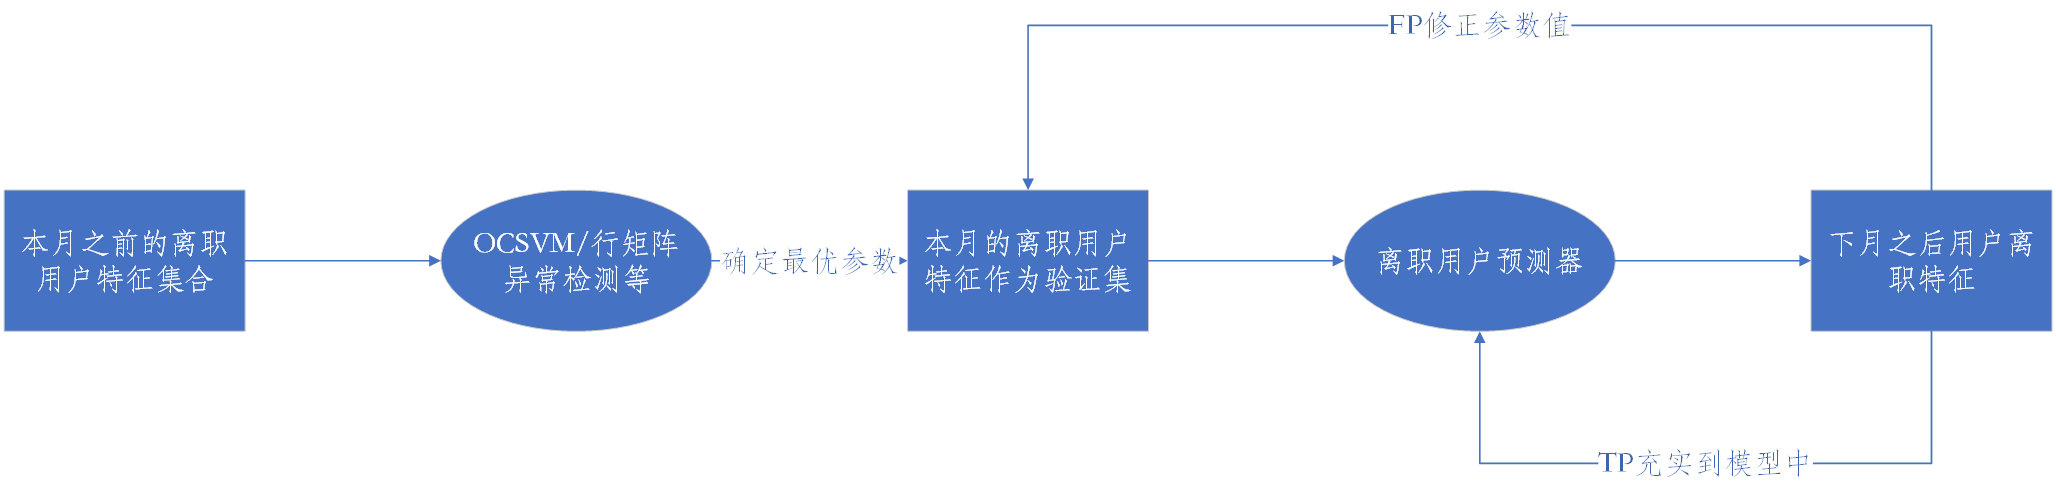 FP修正参数值
本月之前的离职
用户特征集合
OCSVM/行矩阵
异常检测等
确定最优参数
本月的离职用户
特征作为验证集
离职用户预测器
下月之后用户离
职特征
TP充实到模型中